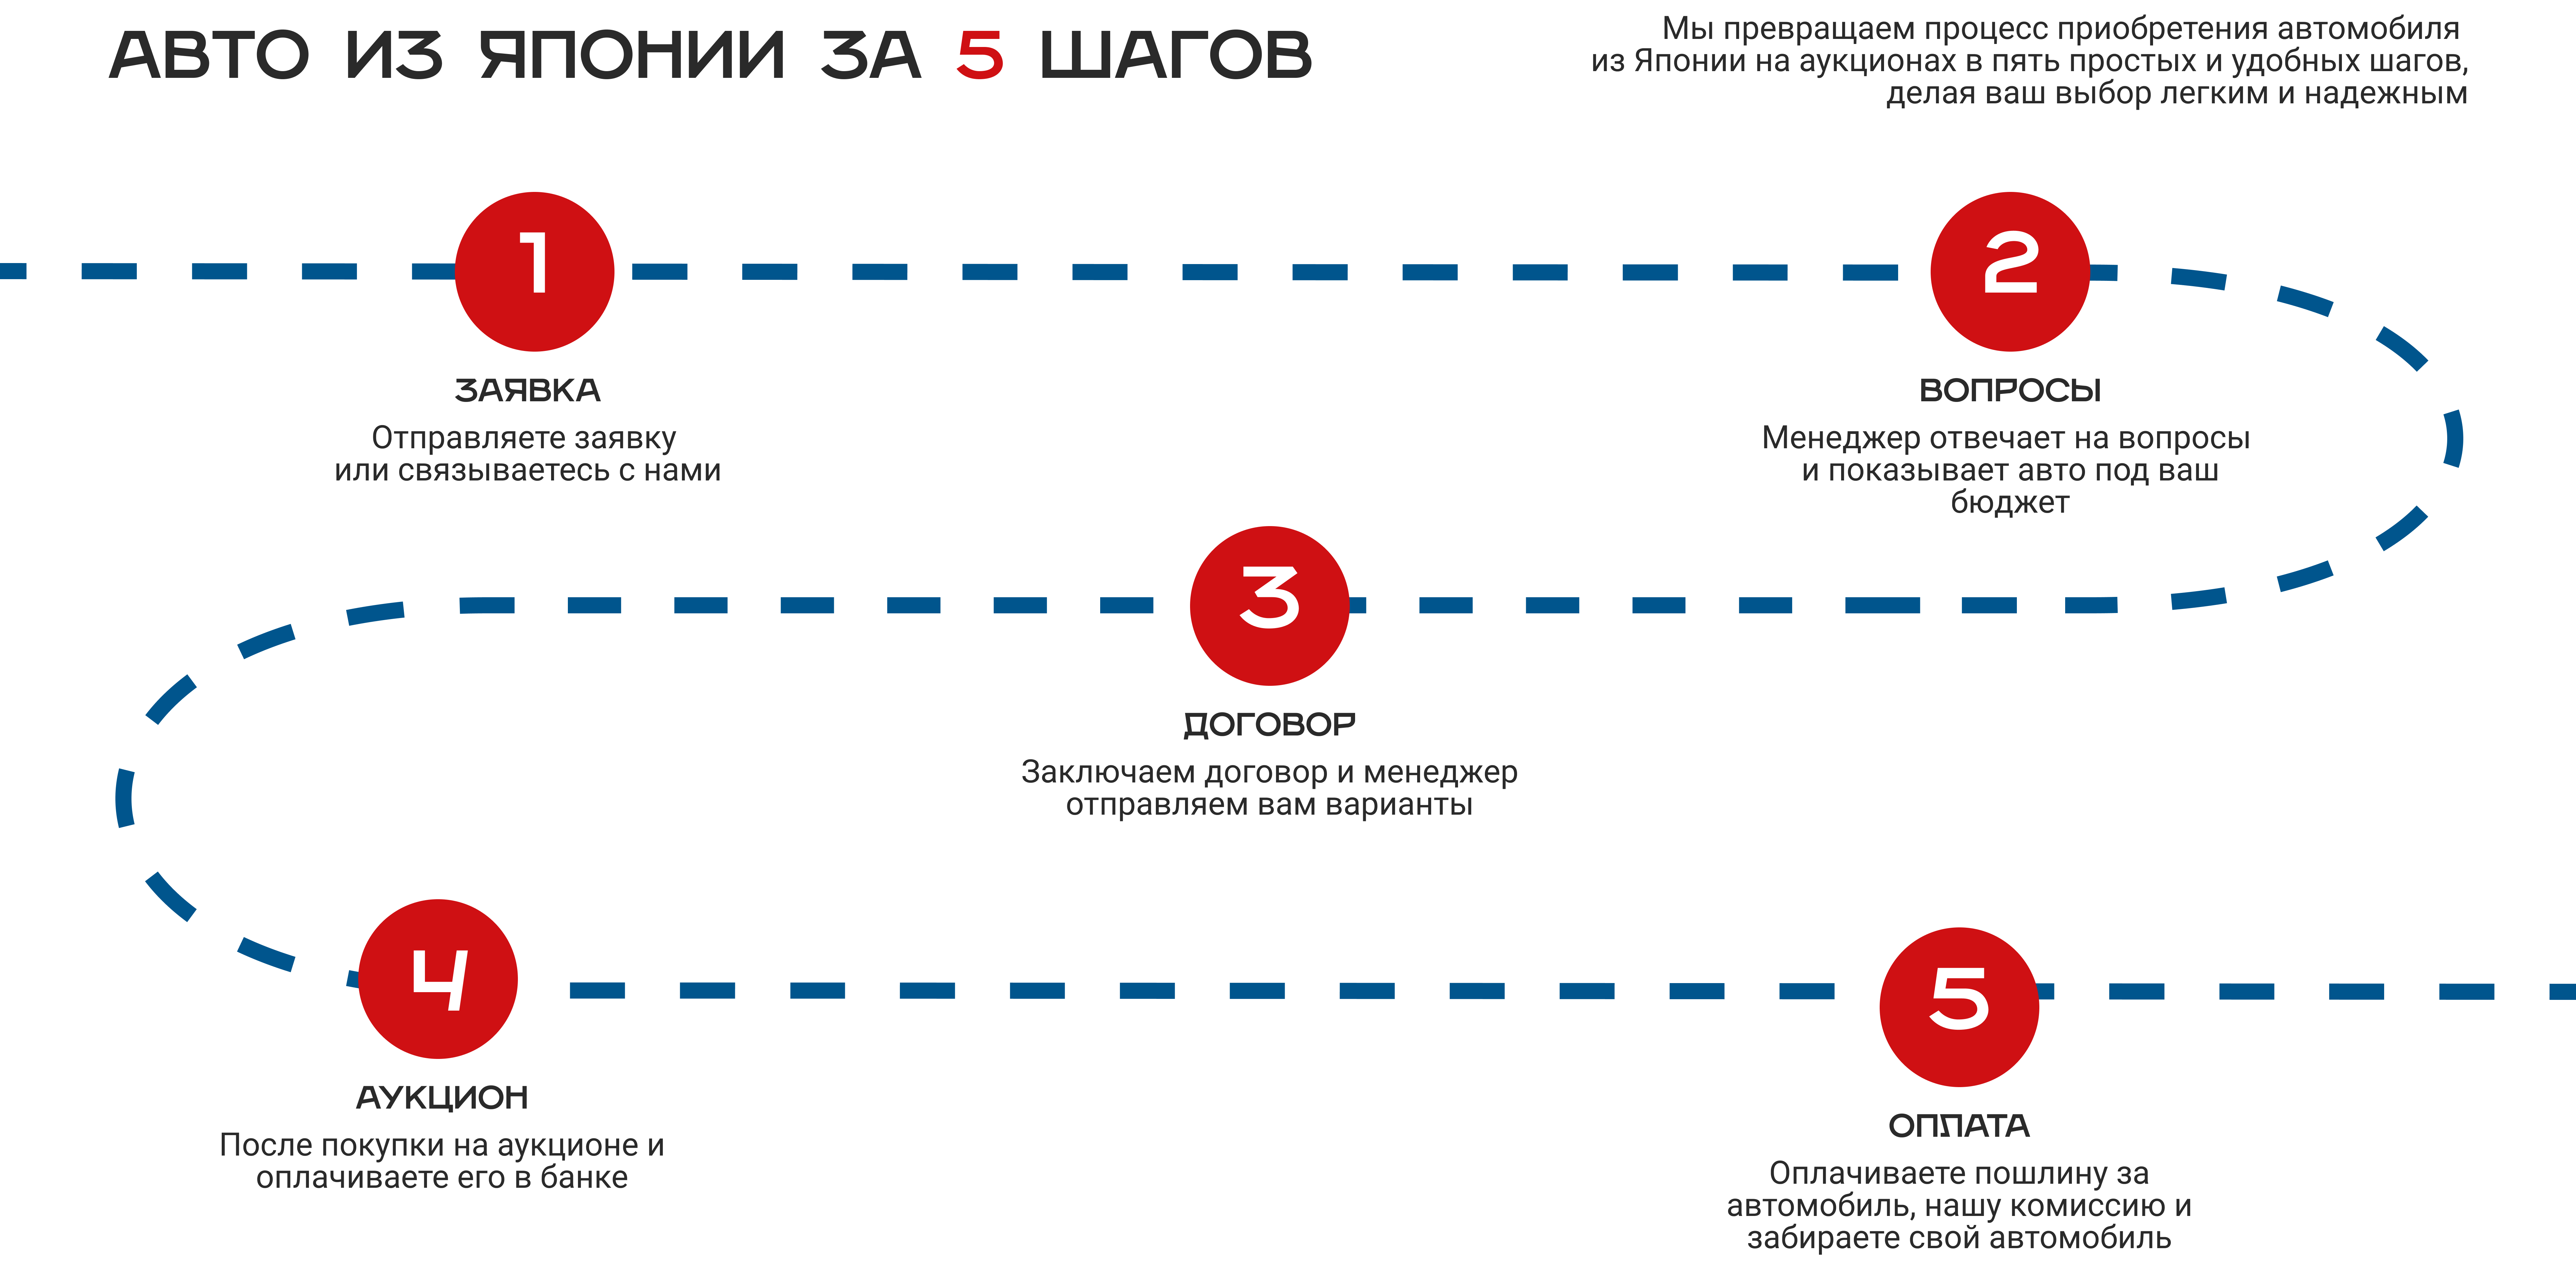 АВТО ИЗ ЯПОНИИ ЗА 5 ШАГОВ
Мы превращаем процесс приобретения автомобиля
из Японии на аукционах в пять простых и удобных шагов,
делая ваш выбор легким и надежным
1
ЗАЯВКА
Отправляете заявку
или связываетесь с нами
2
ВОПРОСЫ
Менеджер отвечает на вопросы
и показывает авто под ваш
бюджет
3
ДОГОВОР
Заключаем договор и менеджер
отправляем вам варианты
4
АУКЦИОН
После покупки на аукционе и
оплачиваете его в банке
5
ОПЛАТА
Оплачиваете пошлину за
автомобиль, нашу комиссию и
забираете свой автомобиль